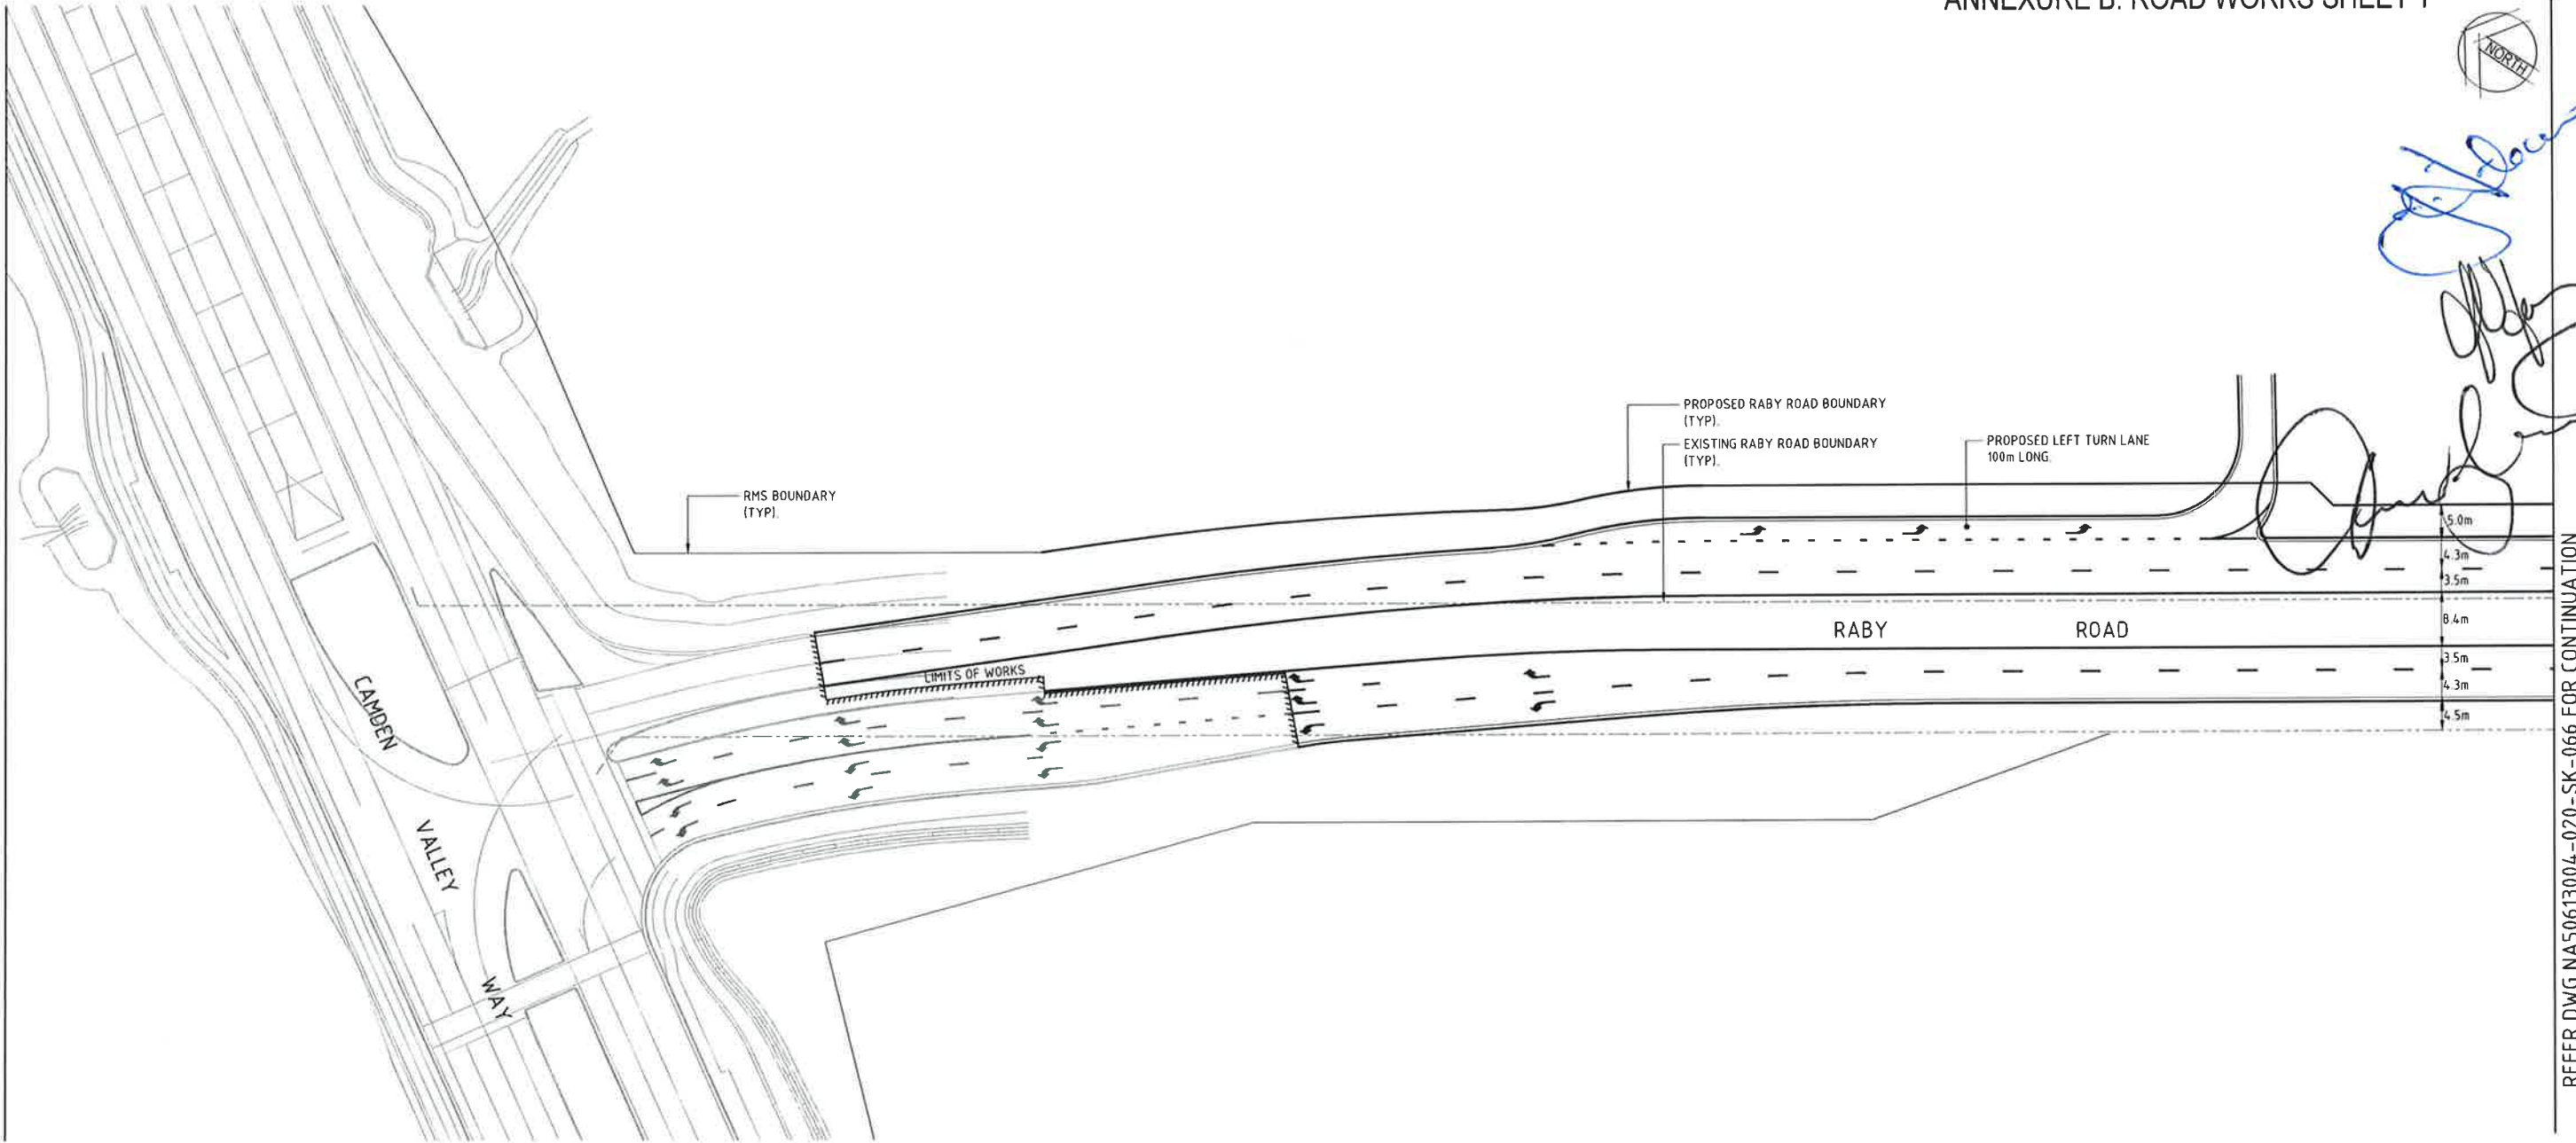 ANNEXURE B: ROAD WORKS SHEET 1
NORTH
PROPOSED RABY ROAD BOUNDARY
(TYP).
EXISTING RABY ROAD BOUNDARY
(TYP).
PROPOSED LEFT TURN LANE
100m LONG.
RMS BOUNDARY
(TYP).
5.0m
4.3m
3.5m
8.4m
3.5m
4.3m
4.5m
RABY ROAD
LIMITS OF WORKS
CAMDEN
VALLEY
WAY
REFER DWG NA50613004-020-SK-066 FOR CONTINUATION